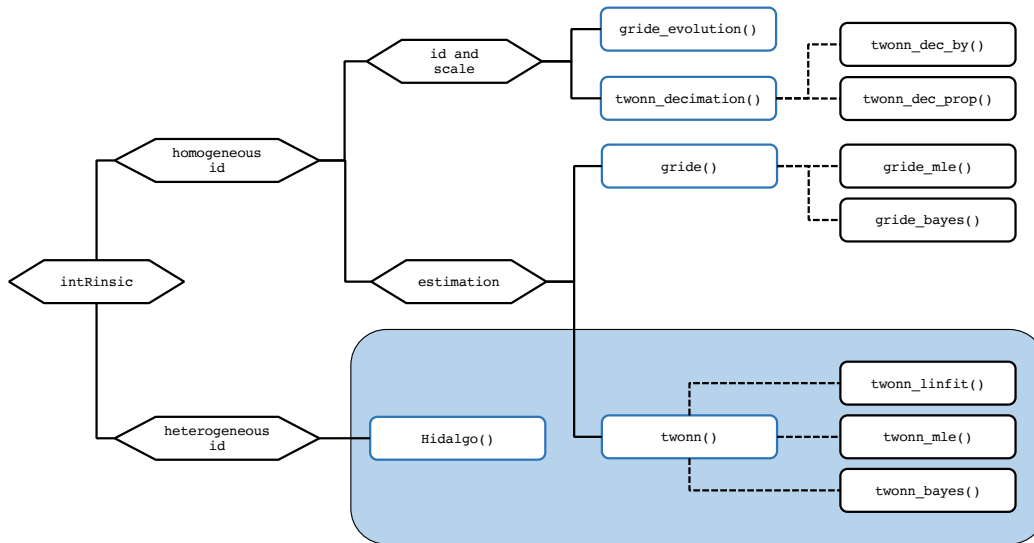 gride_evolution()
id and
scale
twonn_dec_by()
twonn_decimation()
twonn_dec_prop()
homogeneous
id
gride()
gride_mle()
gride_bayes()
intRinsic
estimation
twonn_linfit()
heterogeneous
id
Hidalgo()
twonn()
twonn_mle()
twonn_bayes()